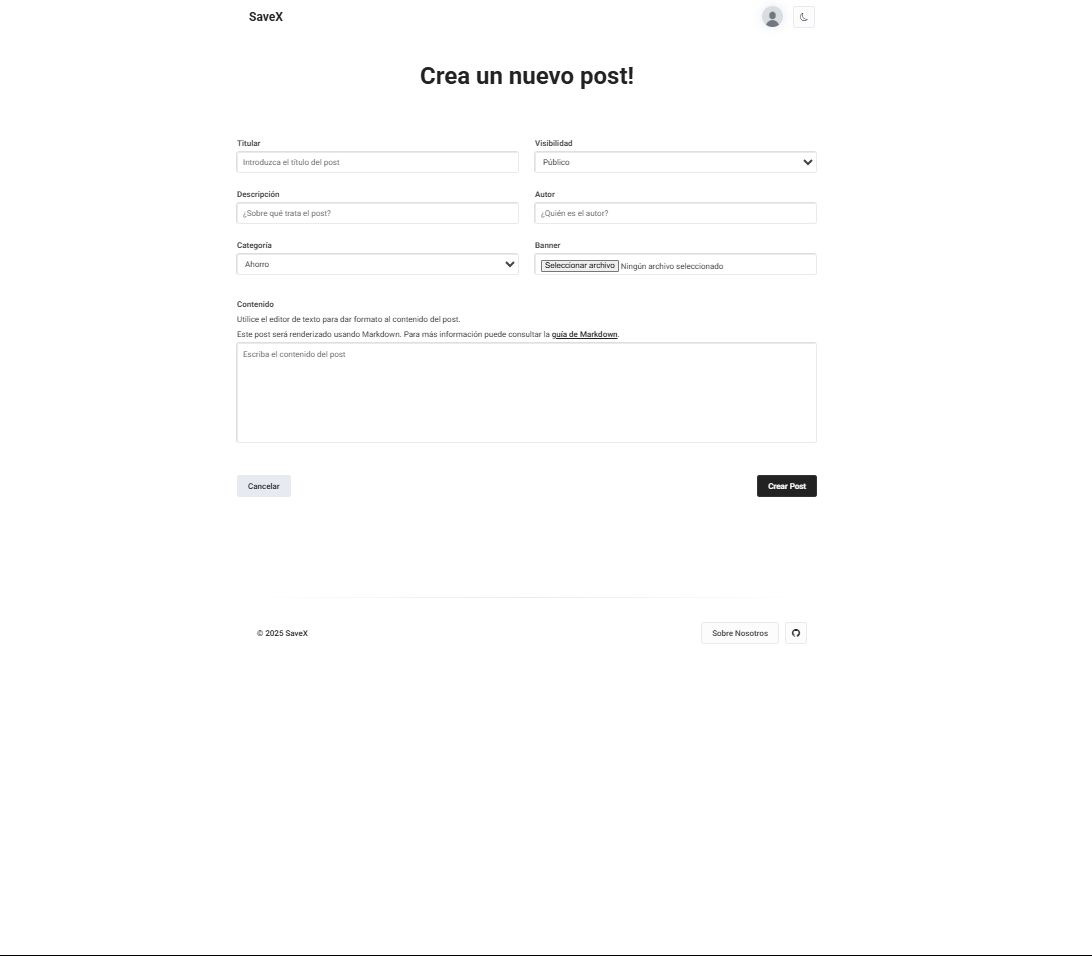 SaveX
Crea un nuevo post!
Titular
Introduzca el título del post
Visibilidad
Público
Descripción
¿Sobre qué trata el post?
Autor
¿Quién es el autor?
Categoría
Ahorro
Banner
Seleccionar archivo Ningún archivo seleccionado
Contenido
Utilice el editor de texto para dar formato al contenido del post.
Este post será renderizado usando Markdown. Para más información puede consultar la guía de Markdown.
Escriba el contenido del post
Cancelar
Crear Post
© 2025 SaveX
Sobre Nosotros